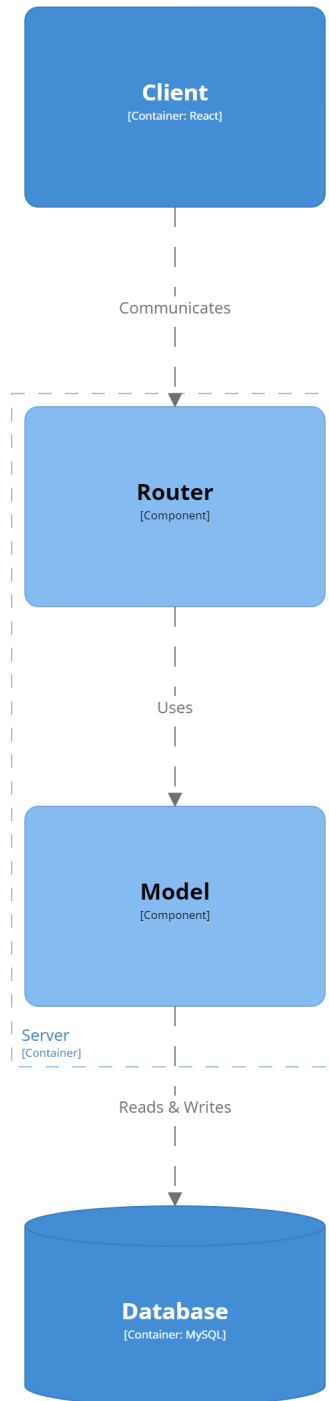 Client
[Container: React]
Communicates
Router
[Component]
Uses
Model
[Component]
Server
[Container]
Reads & Writes
Database
[Container: MySQL]